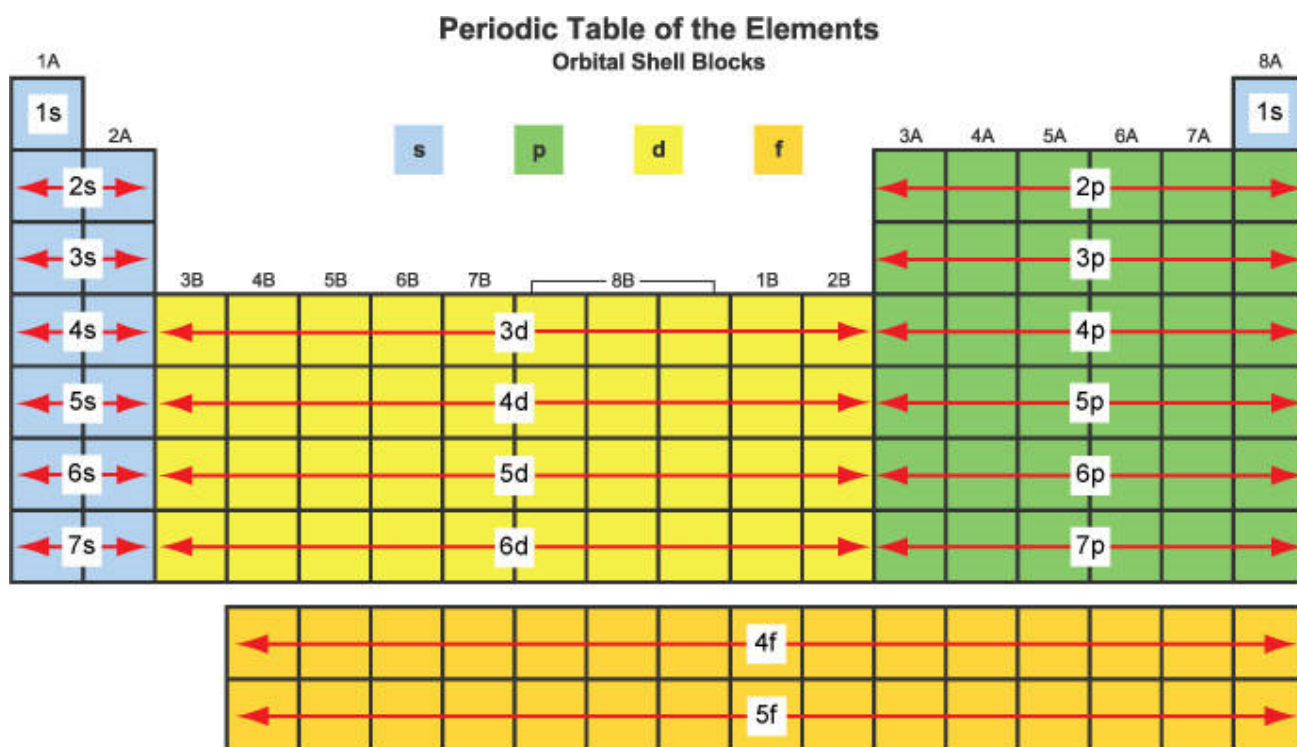 Periodic Table of the Elements
Orbital Shell Blocks
1A 8A
1s 1s
2A s p d f 3A 4A 5A 6A 7A
2s 2p
3s 3p
3B 4B 5B 6B 7B 8B 1B 2B
4s 3d 4p
5s 4d 5p
6s 5d 6p
7s 6d 7p
4f
5f